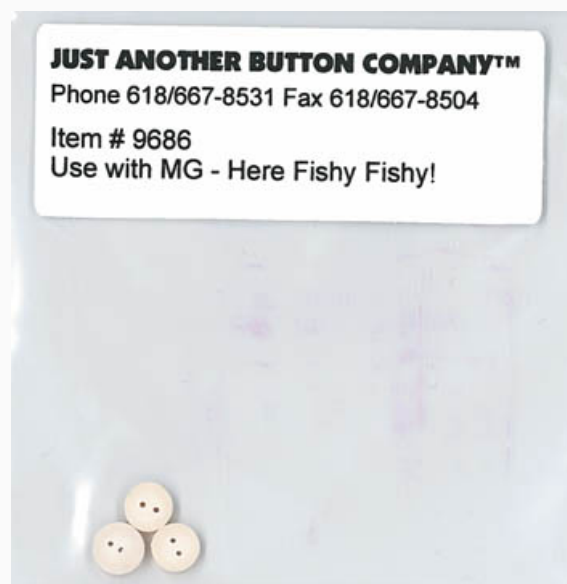 JUST ANOTHER BUTTON COMPANY™
Phone 618/667-8531 Fax 618/667-8504
Item # 9686
Use with MG - Here Fishy Fishy!